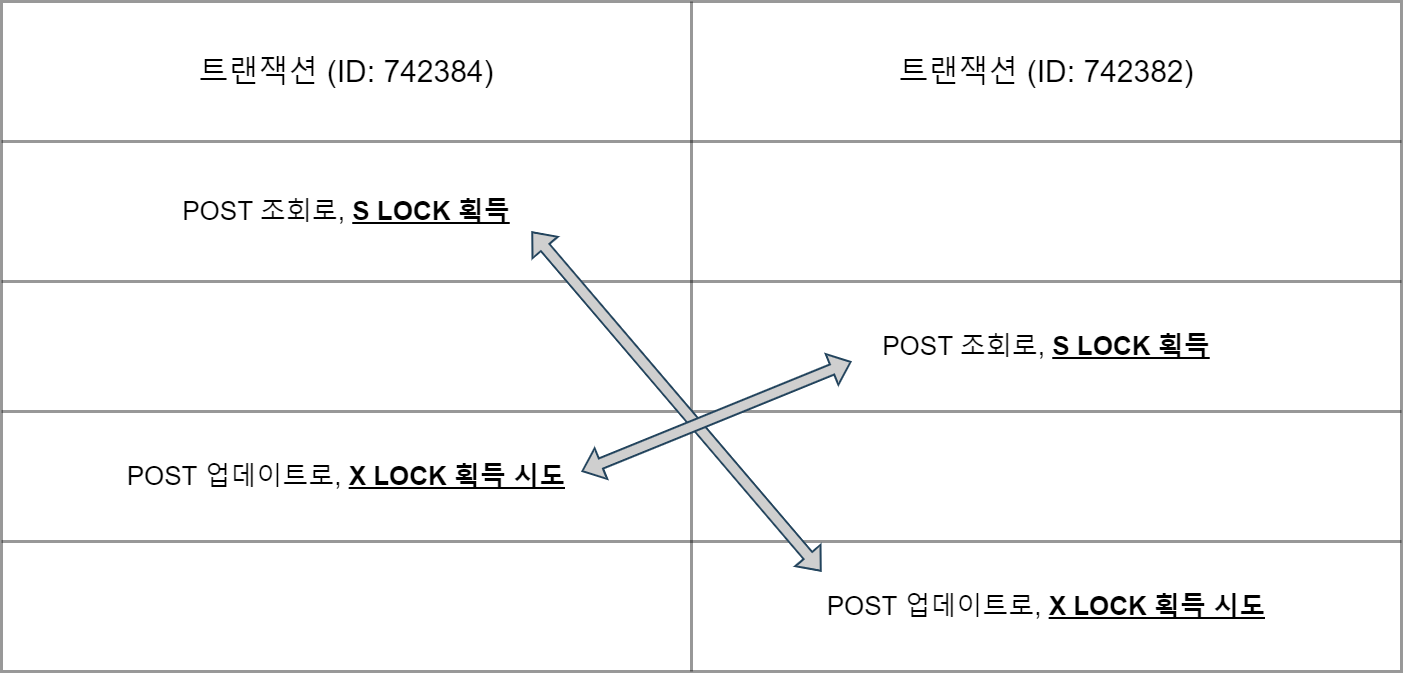 트랜잭션 (ID: 742384)
트랜잭션 (ID: 742382)
POST 조회로, S LOCK 획득
POST 조회로, S LOCK 획득
POST 업데이트로, X LOCK 획득 시도
POST 업데이트로, X LOCK 획득 시도